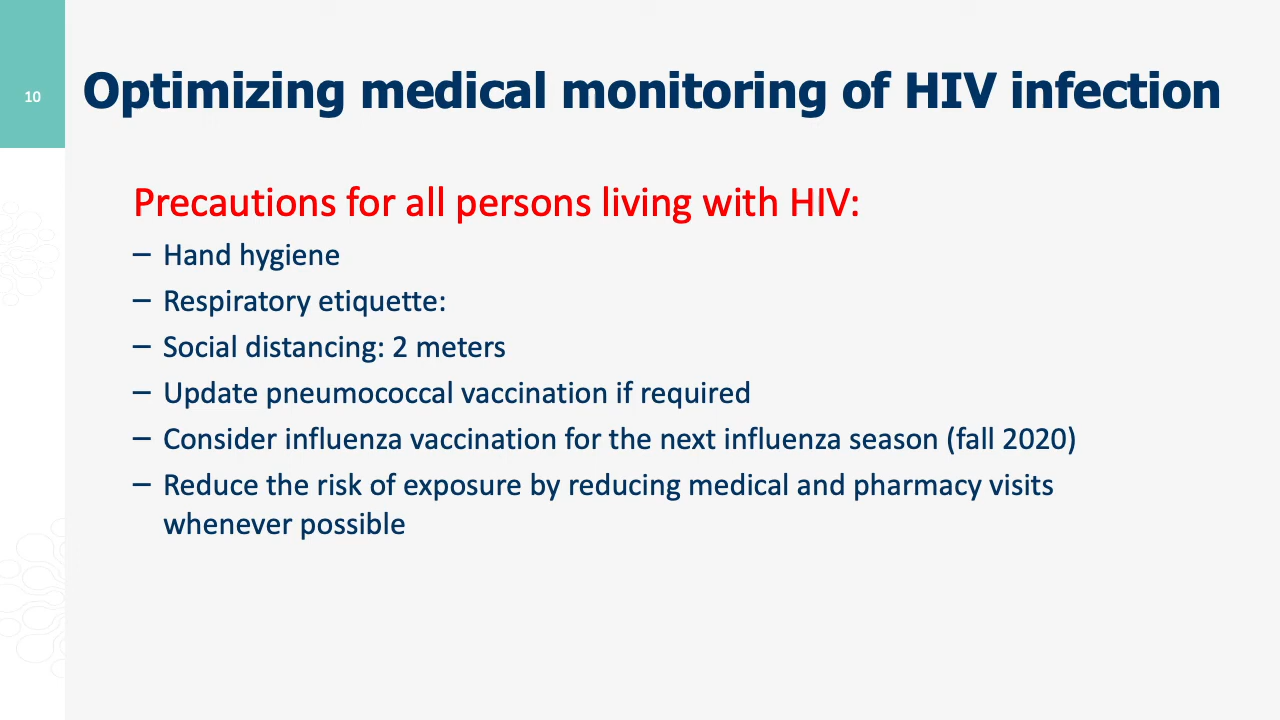 10
Optimizing medical monitoring of HIV infection
Precautions for all persons living with HIV:
– Hand hygiene
– Respiratory etiquette:
– Social distancing: 2 meters
– Update pneumococcal vaccination if required
– Consider influenza vaccination for the next influenza season (fall 2020)
– Reduce the risk of exposure by reducing medical and pharmacy visits
whenever possible